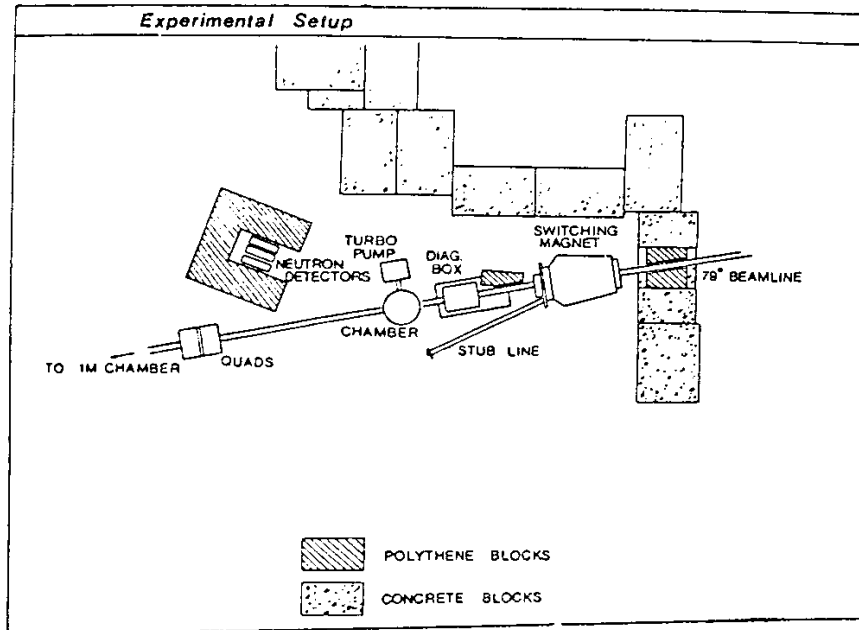 Experimental Setup
SWITCHING
MAGNET
TURBO
PUMP
DIAG.
BOX
NEUTRON
DETECTORS
79° BEAMLINE
CHAMBER
STUB LINE
TO 1M CHAMBER
QUADS
POLYTHENE BLOCKS
CONCRETE BLOCKS